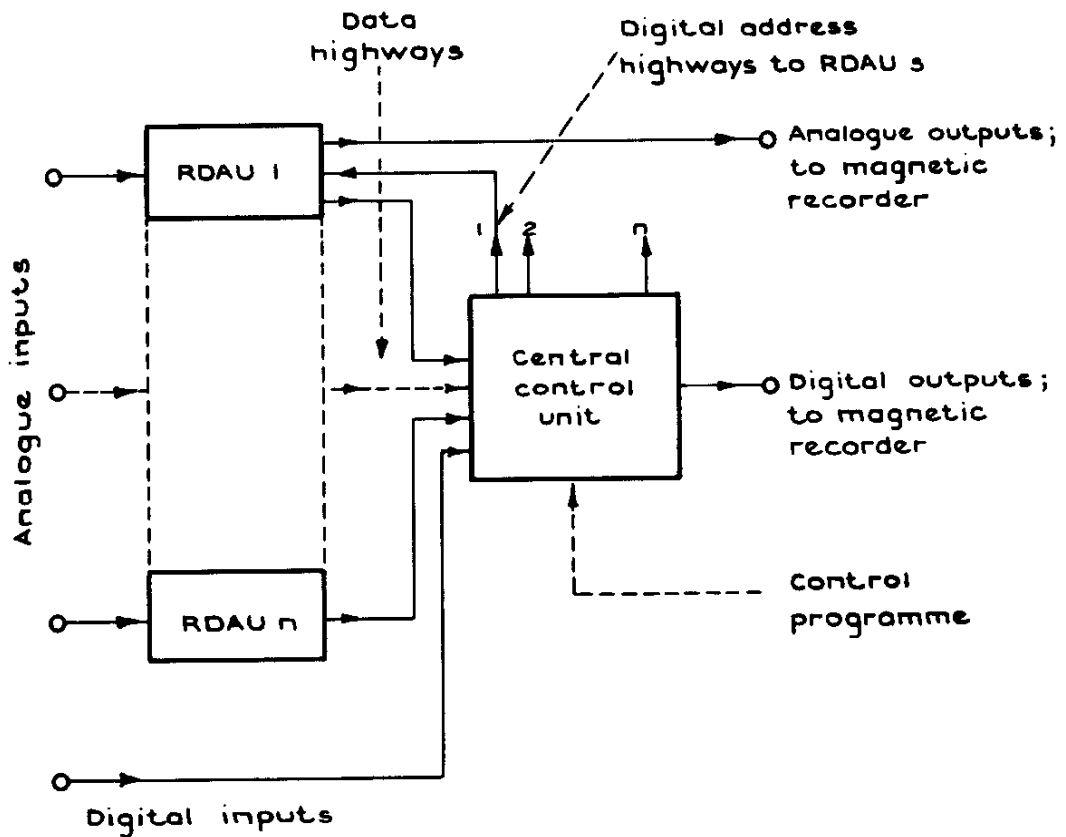 Data
highways
Digital address
highways to RDAU s
Analogue outputs;
to magnetic
recorder
RDAU 1
1 2 n
Analogue inputs
Central
control
unit
Digital outputs;
to magnetic
recorder
RDAU n
Control
programme
Digital inputs